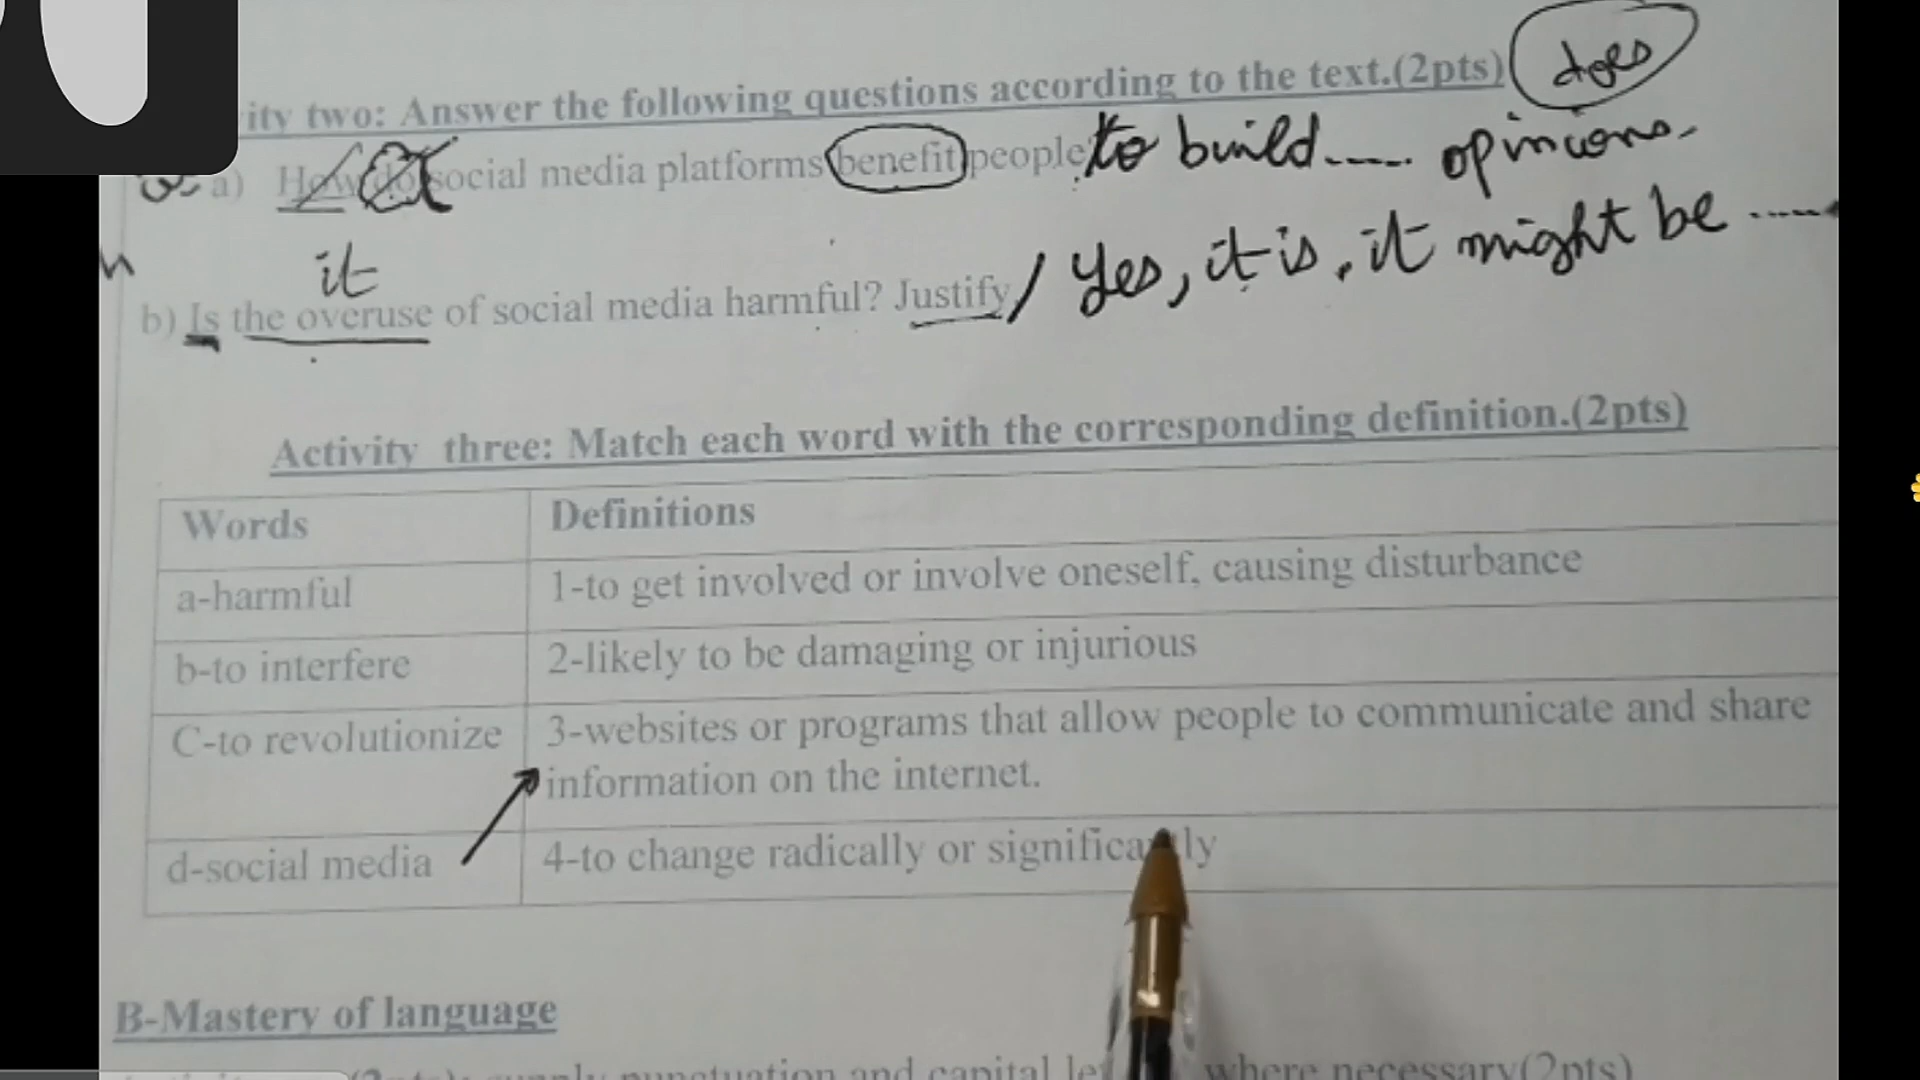 does
ity two: Answer the following questions according to the text.(2pts)
a) How do social media platforms benefit people to build...... opinions.
it
b) Is the overuse of social media harmful? Justify / Yes, it is, it might be ......
Activity three: Match each word with the corresponding definition.(2pts)
Words Definitions
a-harmful 1-to get involved or involve oneself, causing disturbance
b-to interfere 2-likely to be damaging or injurious
C-to revolutionize 3-websites or programs that allow people to communicate and share
information on the internet.
d-social media 4-to change radically or significantly
B-Mastery of language
(2pts): supply punctuation and capital where necessary(2pts)